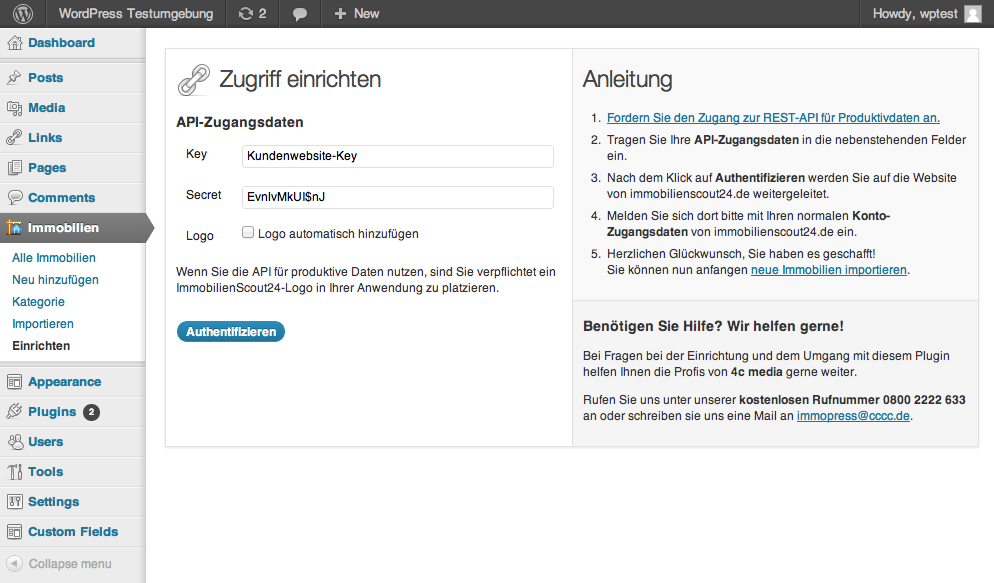 WordPress Testumgebung 2 New Howdy, wptest
Dashboard
Posts
Media
Links
Pages
Comments
Immobilien
Alle Immobilien
Neu hinzufügen
Kategorie
Importieren
Einrichten
Appearance
Plugins 2
Users
Tools
Settings
Custom Fields
Collapse menu
Zugriff einrichten
API-Zugangsdaten
Key Kundenwebsite-Key
Secret EvnIvMkUI$nJ
Logo Logo automatisch hinzufügen
Wenn Sie die API für produktive Daten nutzen, sind Sie verpflichtet ein
ImmobilienScout24-Logo in Ihrer Anwendung zu platzieren.
Authentifizieren
Anleitung
1. Fordern Sie den Zugang zur REST-API für Produktivdaten an.
2. Tragen Sie Ihre API-Zugangsdaten in die nebenstehenden Felder
ein.
3. Nach dem Klick auf Authentifizieren werden Sie auf die Website
von immobilienscout24.de weitergeleitet.
4. Melden Sie sich dort bitte mit Ihren normalen Konto-
Zugangsdaten von immobilienscout24.de ein.
5. Herzlichen Glückwunsch, Sie haben es geschafft!
Sie können nun anfangen neue Immobilien importieren.
Benötigen Sie Hilfe? Wir helfen gerne!
Bei Fragen bei der Einrichtung und dem Umgang mit diesem Plugin
helfen Ihnen die Profis von 4c media gerne weiter.
Rufen Sie uns unter unserer kostenlosen Rufnummer 0800 2222 633
an oder schreiben sie uns eine Mail an immopress@cccc.de.